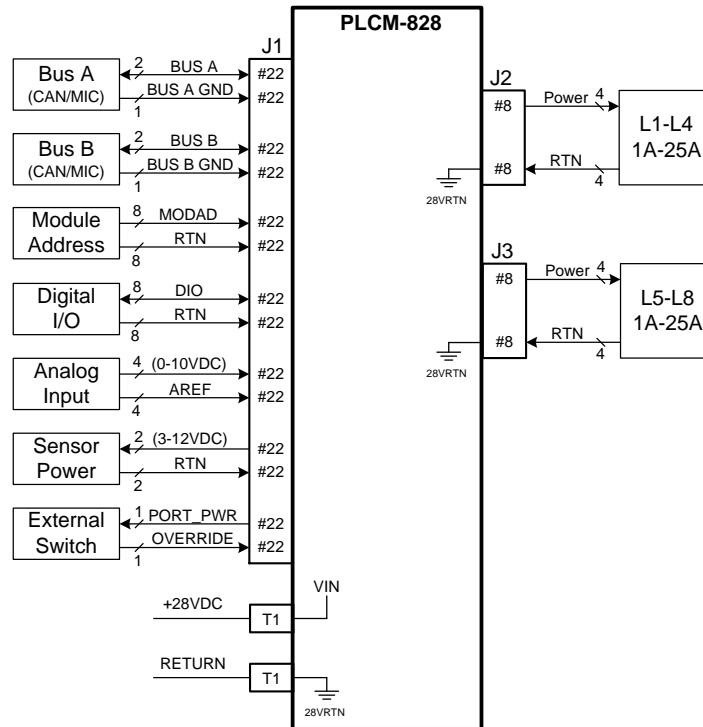 PLCM-828
J1
Bus A
(CAN/MIC)
2 BUS A #22
1 BUS A GND #22
Bus B
(CAN/MIC)
2 BUS B #22
1 BUS B GND #22
Module
Address
8 MODAD #22
8 RTN #22
Digital
I/O
8 DIO #22
8 RTN #22
Analog
Input
4 (0-10VDC) #22
4 AREF #22
Sensor
Power
2 (3-12VDC) #22
2 RTN #22
External
Switch
1 PORT_PWR #22
1 OVERRIDE #22
+28VDC T1 VIN
RETURN T1
28VRTN
J2
#8 Power 4
#8 RTN 4
28VRTN
L1-L4
1A-25A
J3
#8 Power 4
#8 RTN 4
28VRTN
L5-L8
1A-25A